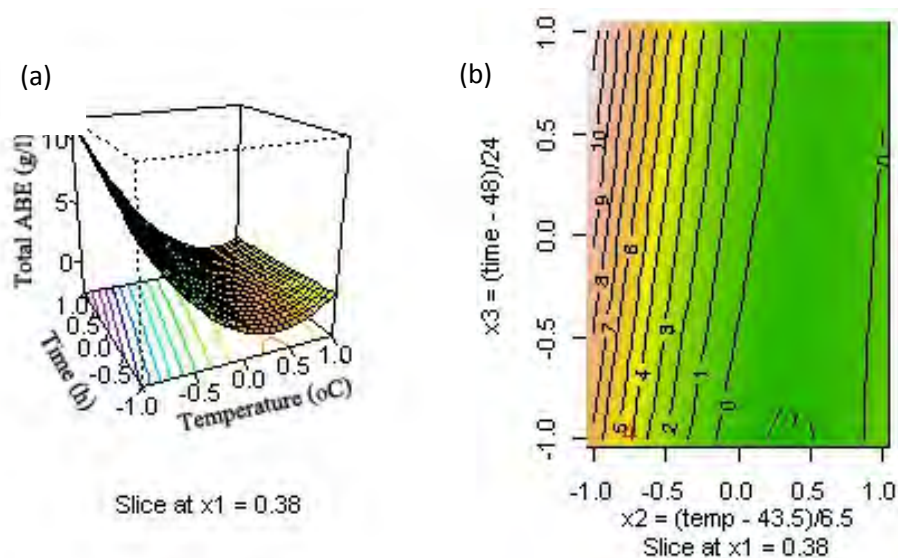 (a)
10
5
0
Total ABE (g/l)
1.0
0.5
0.0
-0.5
-1.0
Time (h)
-0.5
0.0
0.5
1.0
Temperature (oC)
Slice at x1 = 0.38
(b)
1.0
0.5
0.0
-0.5
-1.0
x3 = (time - 48)/24
10
9
8
7
6
5
4
3
2
1
0
-1.0 -0.5 0.0 0.5 1.0
x2 = (temp - 43.5)/6.5
Slice at x1 = 0.38